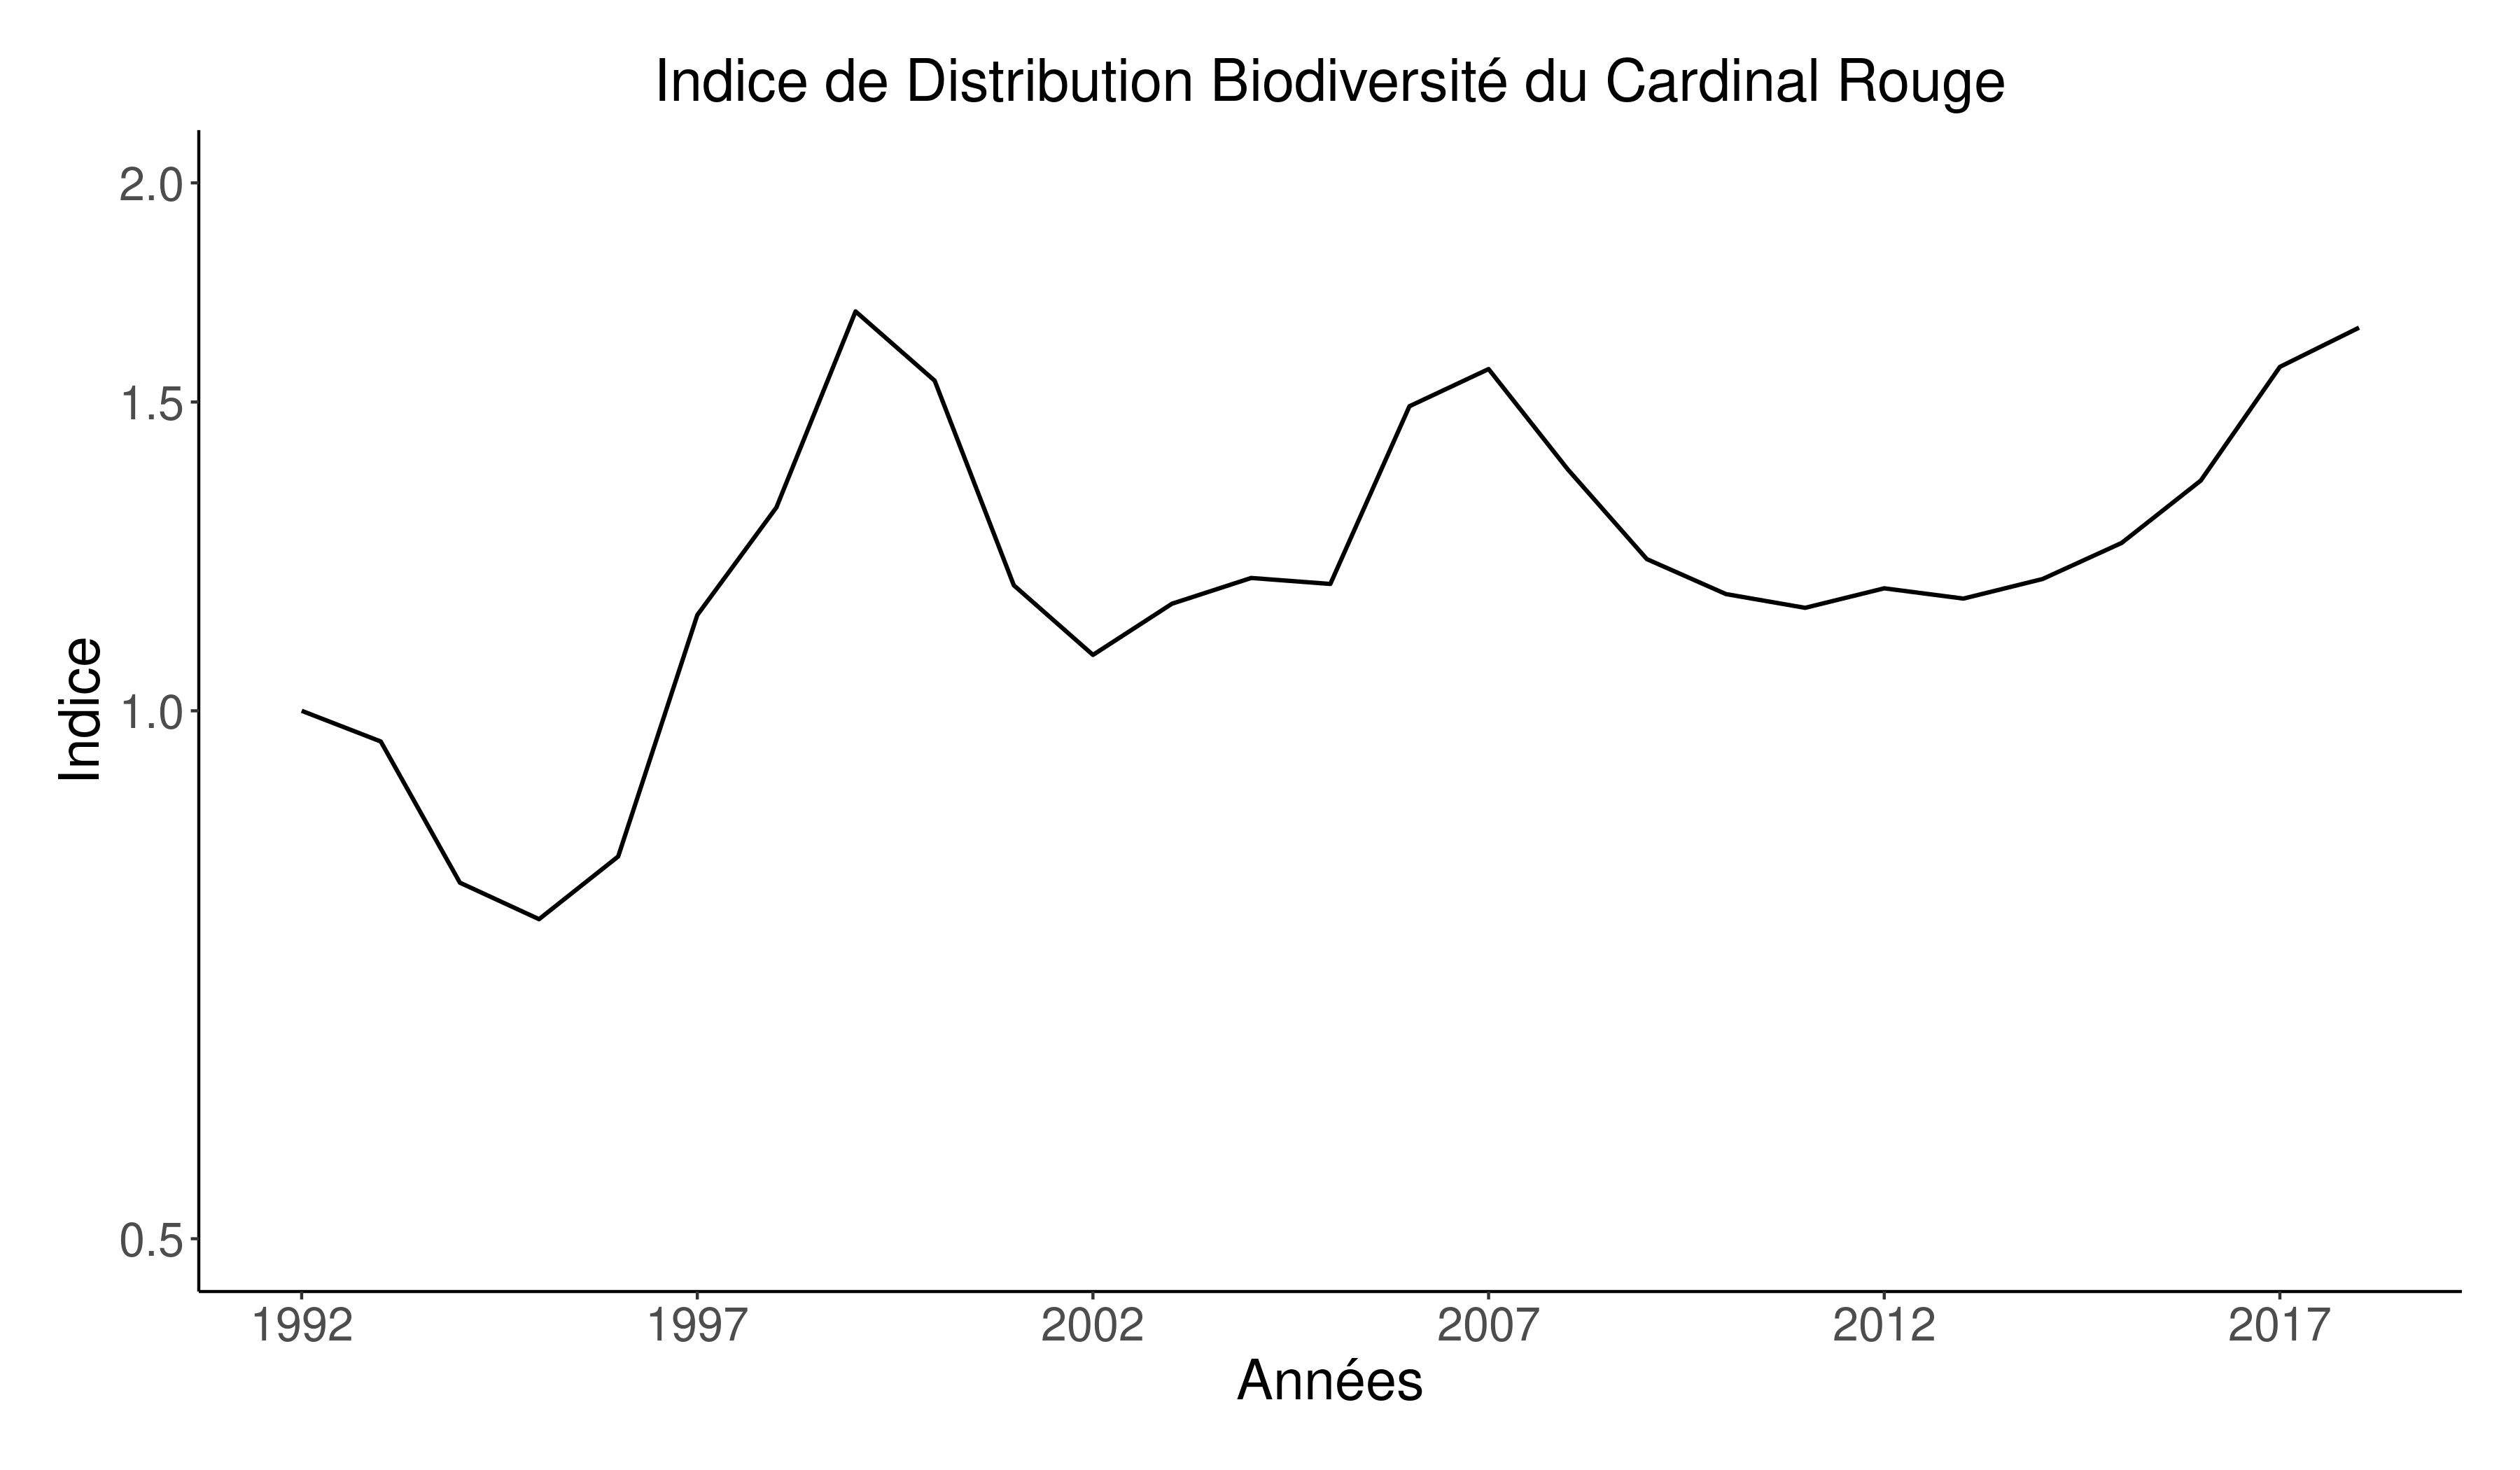 Indice de Distribution Biodiversité du Cardinal Rouge
2.0
1.5
1.0
0.5
Indice
1992 1997 2002 2007 2012 2017
Années